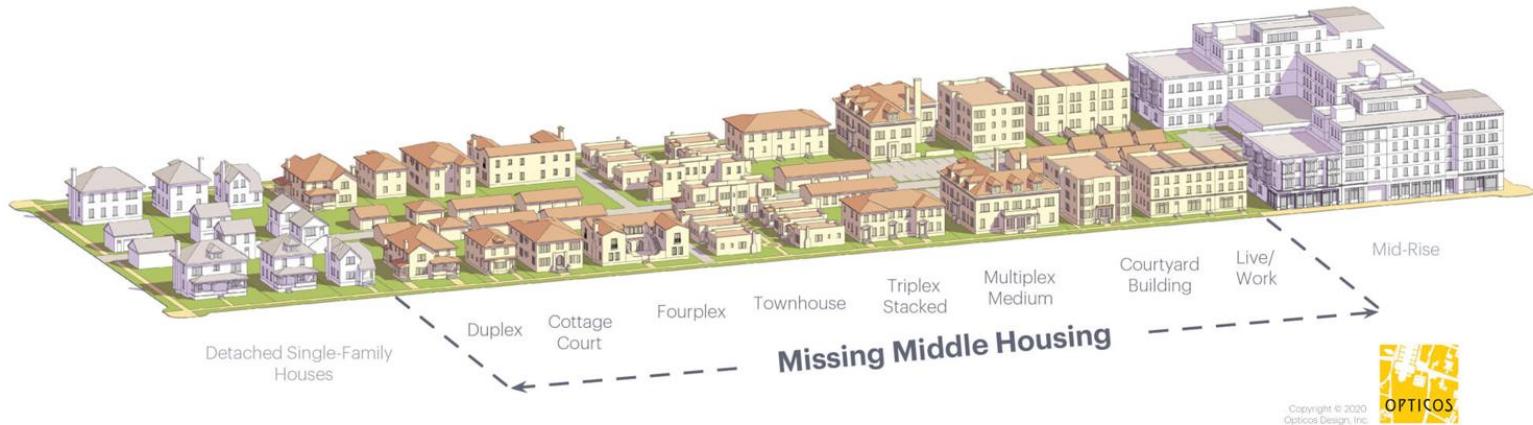 Detached Single-Family
Houses
Duplex
Cottage
Court
Fourplex
Townhouse
Triplex
Stacked
Multiplex
Medium
Courtyard
Building
Live/
Work
Mid-Rise
Missing Middle Housing
Copyright © 2020
Opticos Design, Inc.
OPTICOS